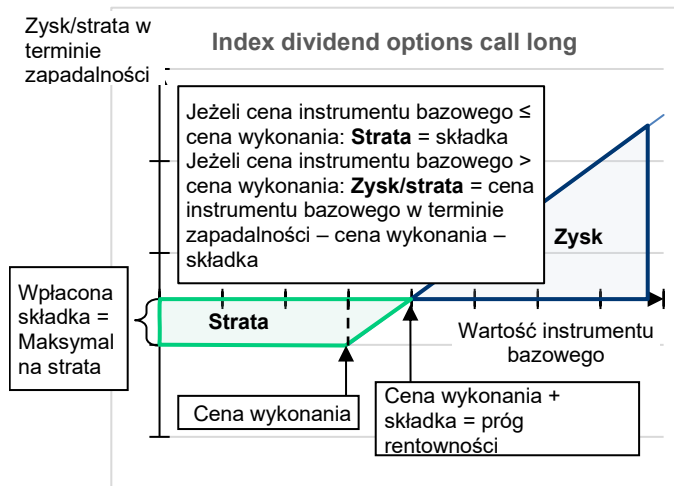 Zysk/strata w
terminie
zapadalności
Index dividend options call long
Jeżeli cena instrumentu bazowego ≤
cena wykonania: Strata = składka
Jeżeli cena instrumentu bazowego >
cena wykonania: Zysk/strata = cena
instrumentu bazowego w terminie
zapadalności – cena wykonania –
składka
Zysk
Wpłacona
składka =
Maksymal
na strata
Strata
Wartość instrumentu
bazowego
Cena wykonania
Cena wykonania +
składka = próg
rentowności